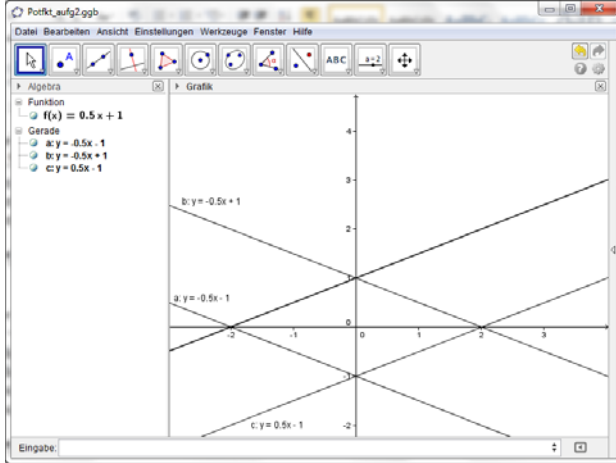 Potfkt_aufg2.ggb
Datei Bearbeiten Ansicht Einstellungen Werkzeuge Fenster Hilfe
A
α
ABC
a=2
Algebra
Grafik
Funktion
f(x) = 0.5 x + 1
Gerade
a: y = -0.5x - 1
b: y = -0.5x + 1
c: y = 0.5x - 1
4
3
b: y = -0.5x + 1
2
1
a: y = -0.5x - 1
0
-2 -1 0 1 2 3
-1
c: y = 0.5x - 1
-2
Eingabe: